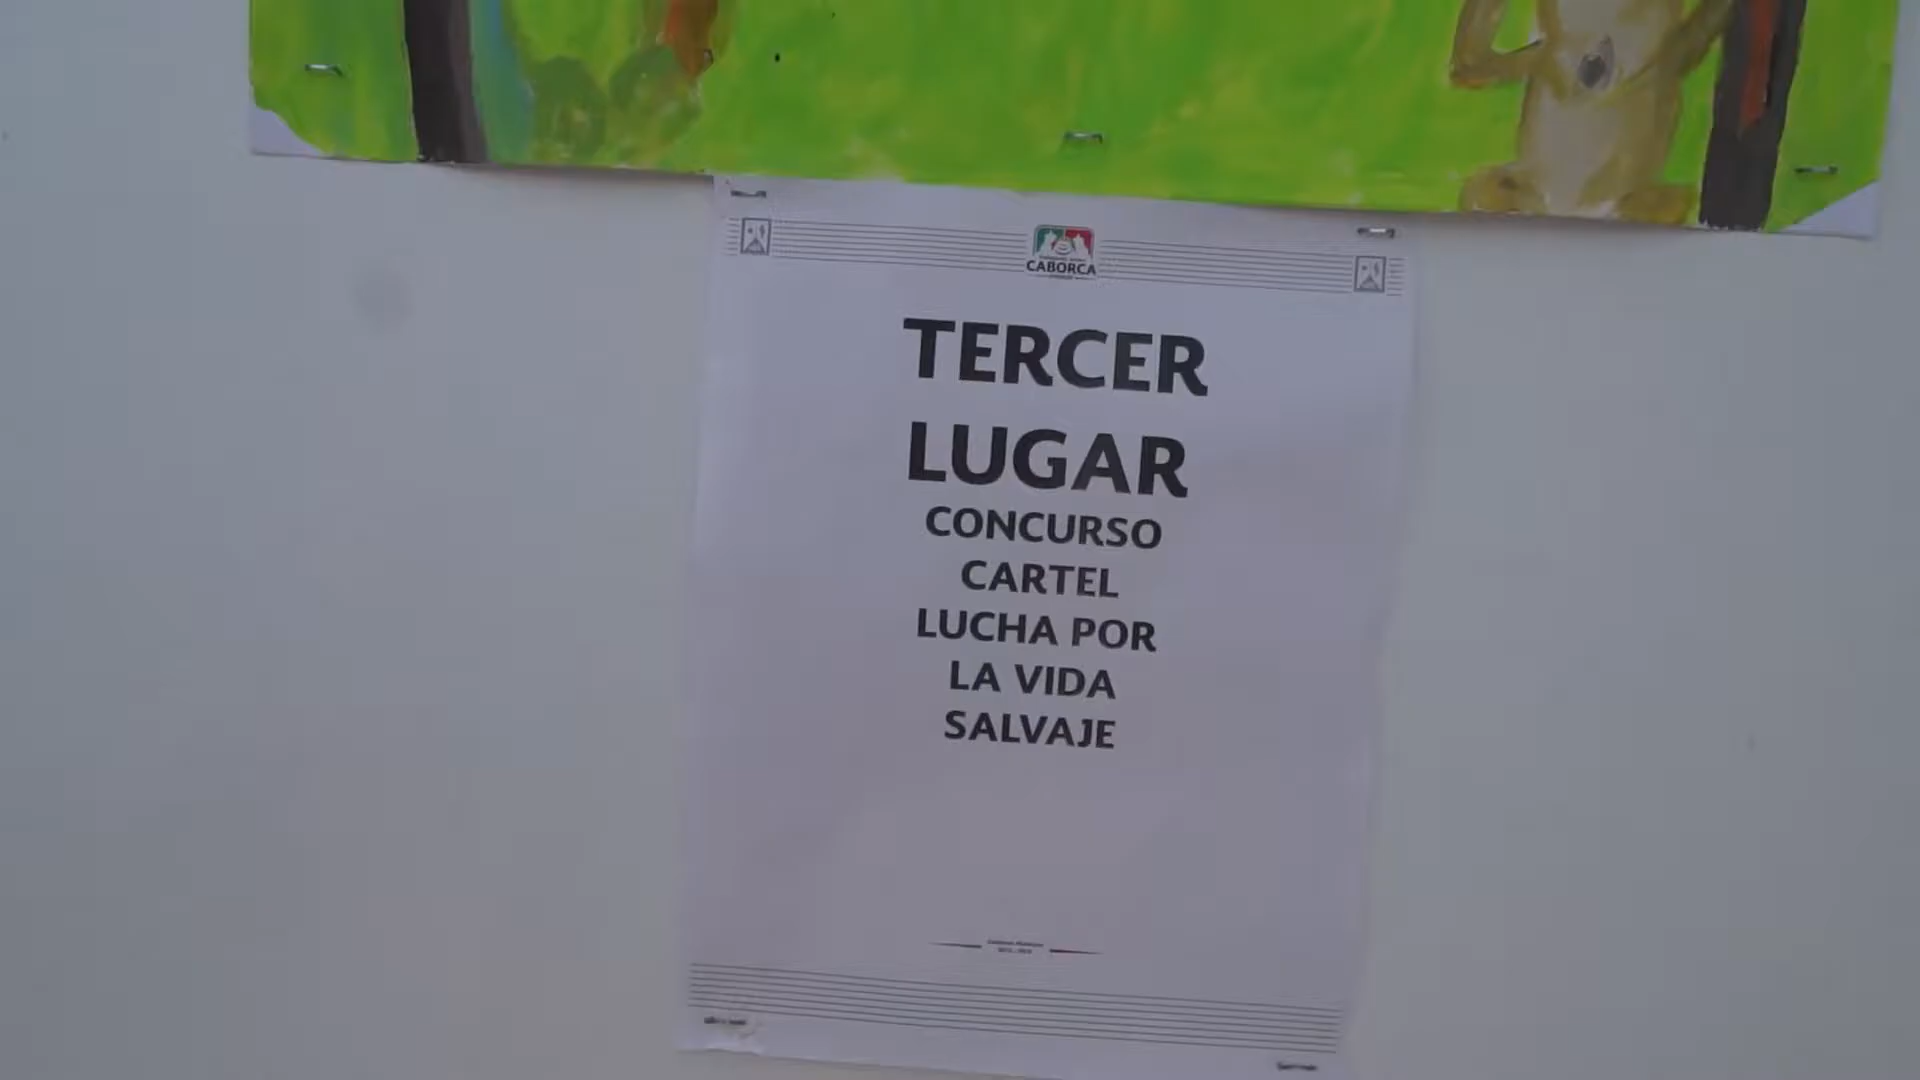 CABORCA
TERCER
LUGAR
CONCURSO
CARTEL
LUCHA POR
LA VIDA
SALVAJE